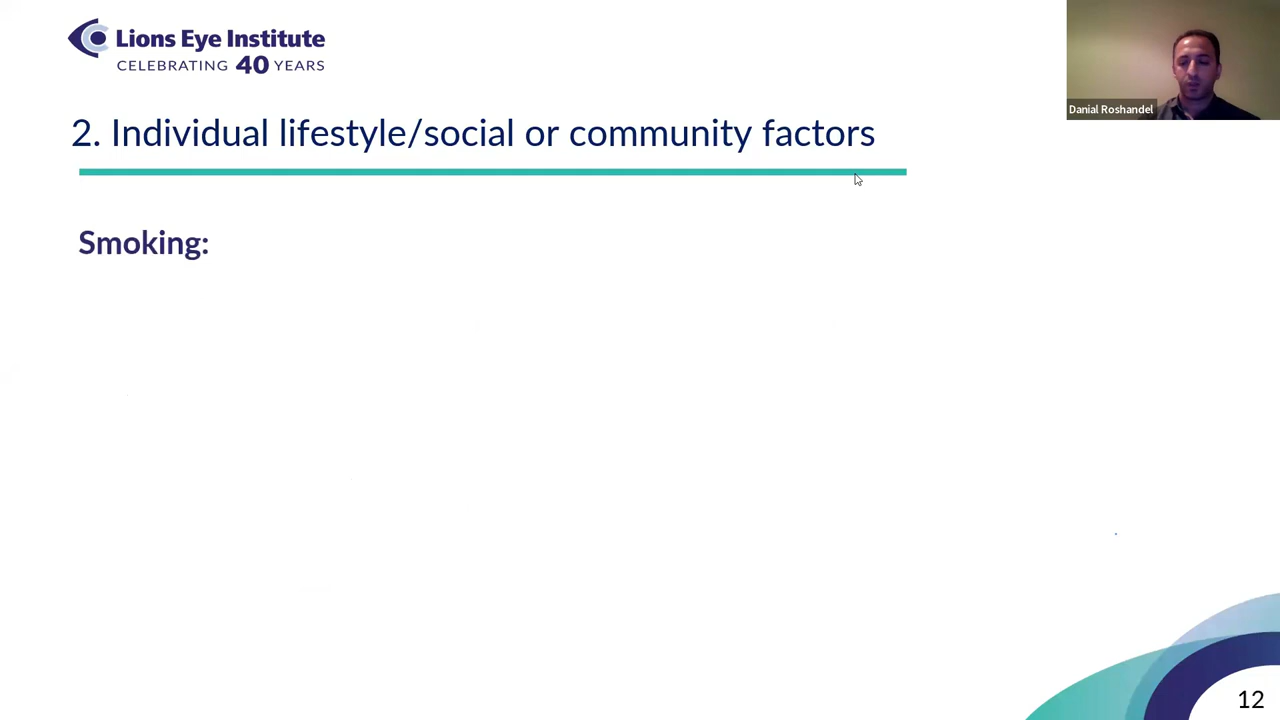 Lions Eye Institute
CELEBRATING 40 YEARS
Danial Roshandel
2. Individual lifestyle/social or community factors
Smoking:
12